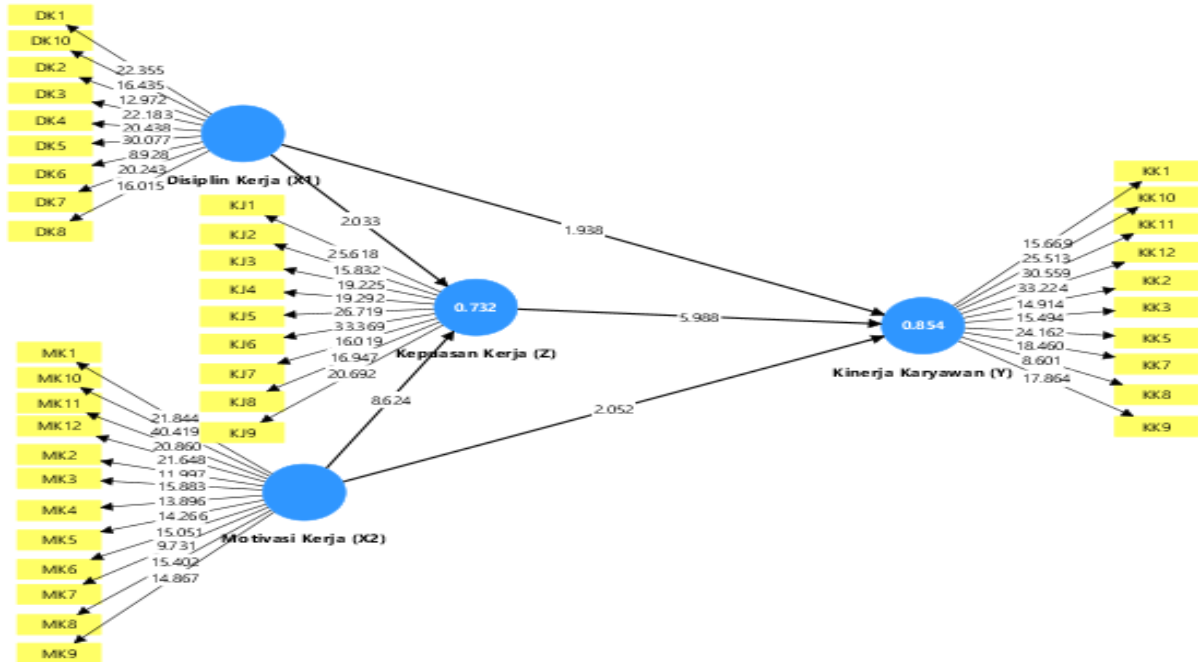 DK1
DK10
DK2
DK3
DK4
DK5
DK6
DK7
DK8
22.355
16.435
12.972
22.183
20.438
30.077
8.928
20.243
16.015
Disiplin Kerja (X1)
KJ1
KJ2
KJ3
KJ4
KJ5
KJ6
KJ7
KJ8
KJ9
25.618
15.832
19.225
19.292
26.719
33.369
16.019
16.947
20.692
2.033
1.938
0.732
Kepuasan Kerja (Z)
5.988
8.624
2.052
MK1
MK10
MK11
MK12
MK2
MK3
MK4
MK5
MK6
MK7
MK8
MK9
21.844
40.419
20.860
21.648
11.997
15.883
13.896
14.266
15.051
9.731
15.402
14.867
Motivasi Kerja (X2)
0.854
Kinerja Karyawan (Y)
15.669
25.513
30.559
33.224
14.914
15.494
24.162
18.460
8.601
17.864
KK1
KK10
KK11
KK12
KK2
KK3
KK5
KK7
KK8
KK9